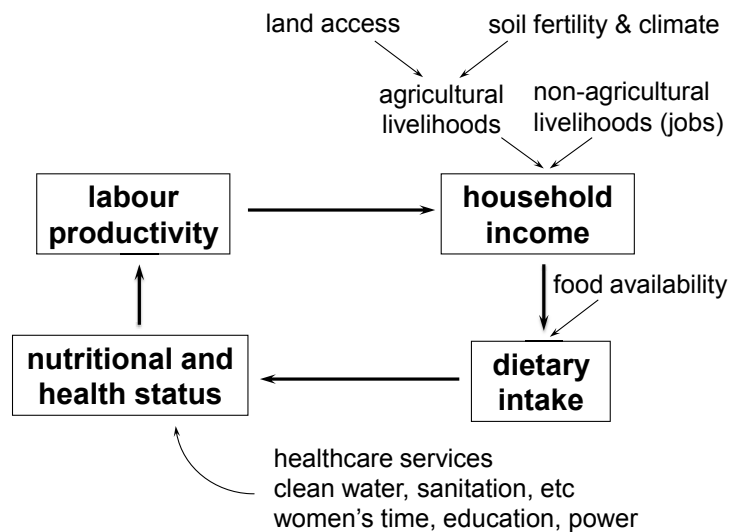 land access
soil fertility & climate
agricultural
livelihoods
non-agricultural
livelihoods (jobs)
labour
productivity
household
income
food availability
nutritional and
health status
dietary
intake
healthcare services
clean water, sanitation, etc
women's time, education, power